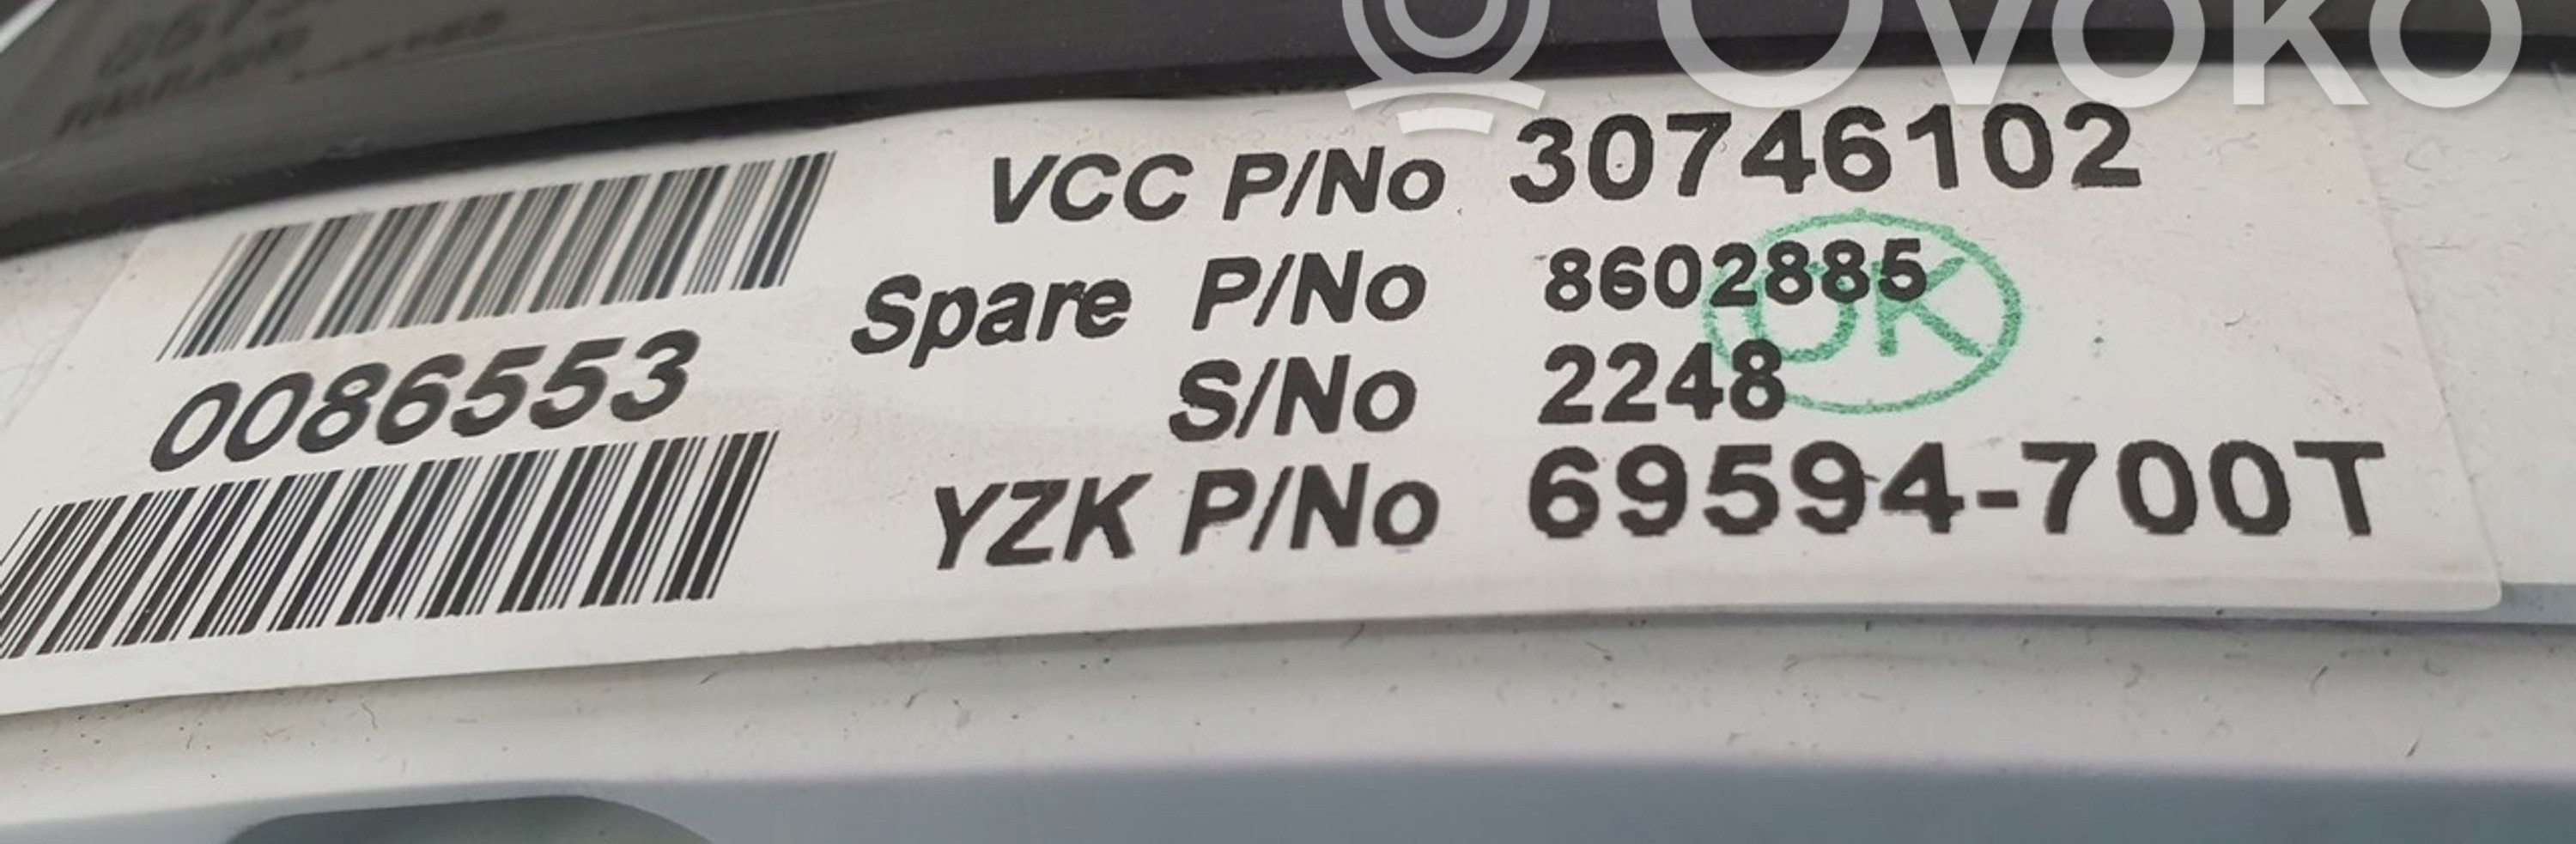 Ovoko
VCC P/No 30746102
Spare P/No 8602885
OK
S/No 2248
YZK P/No 69594-700T
0086553